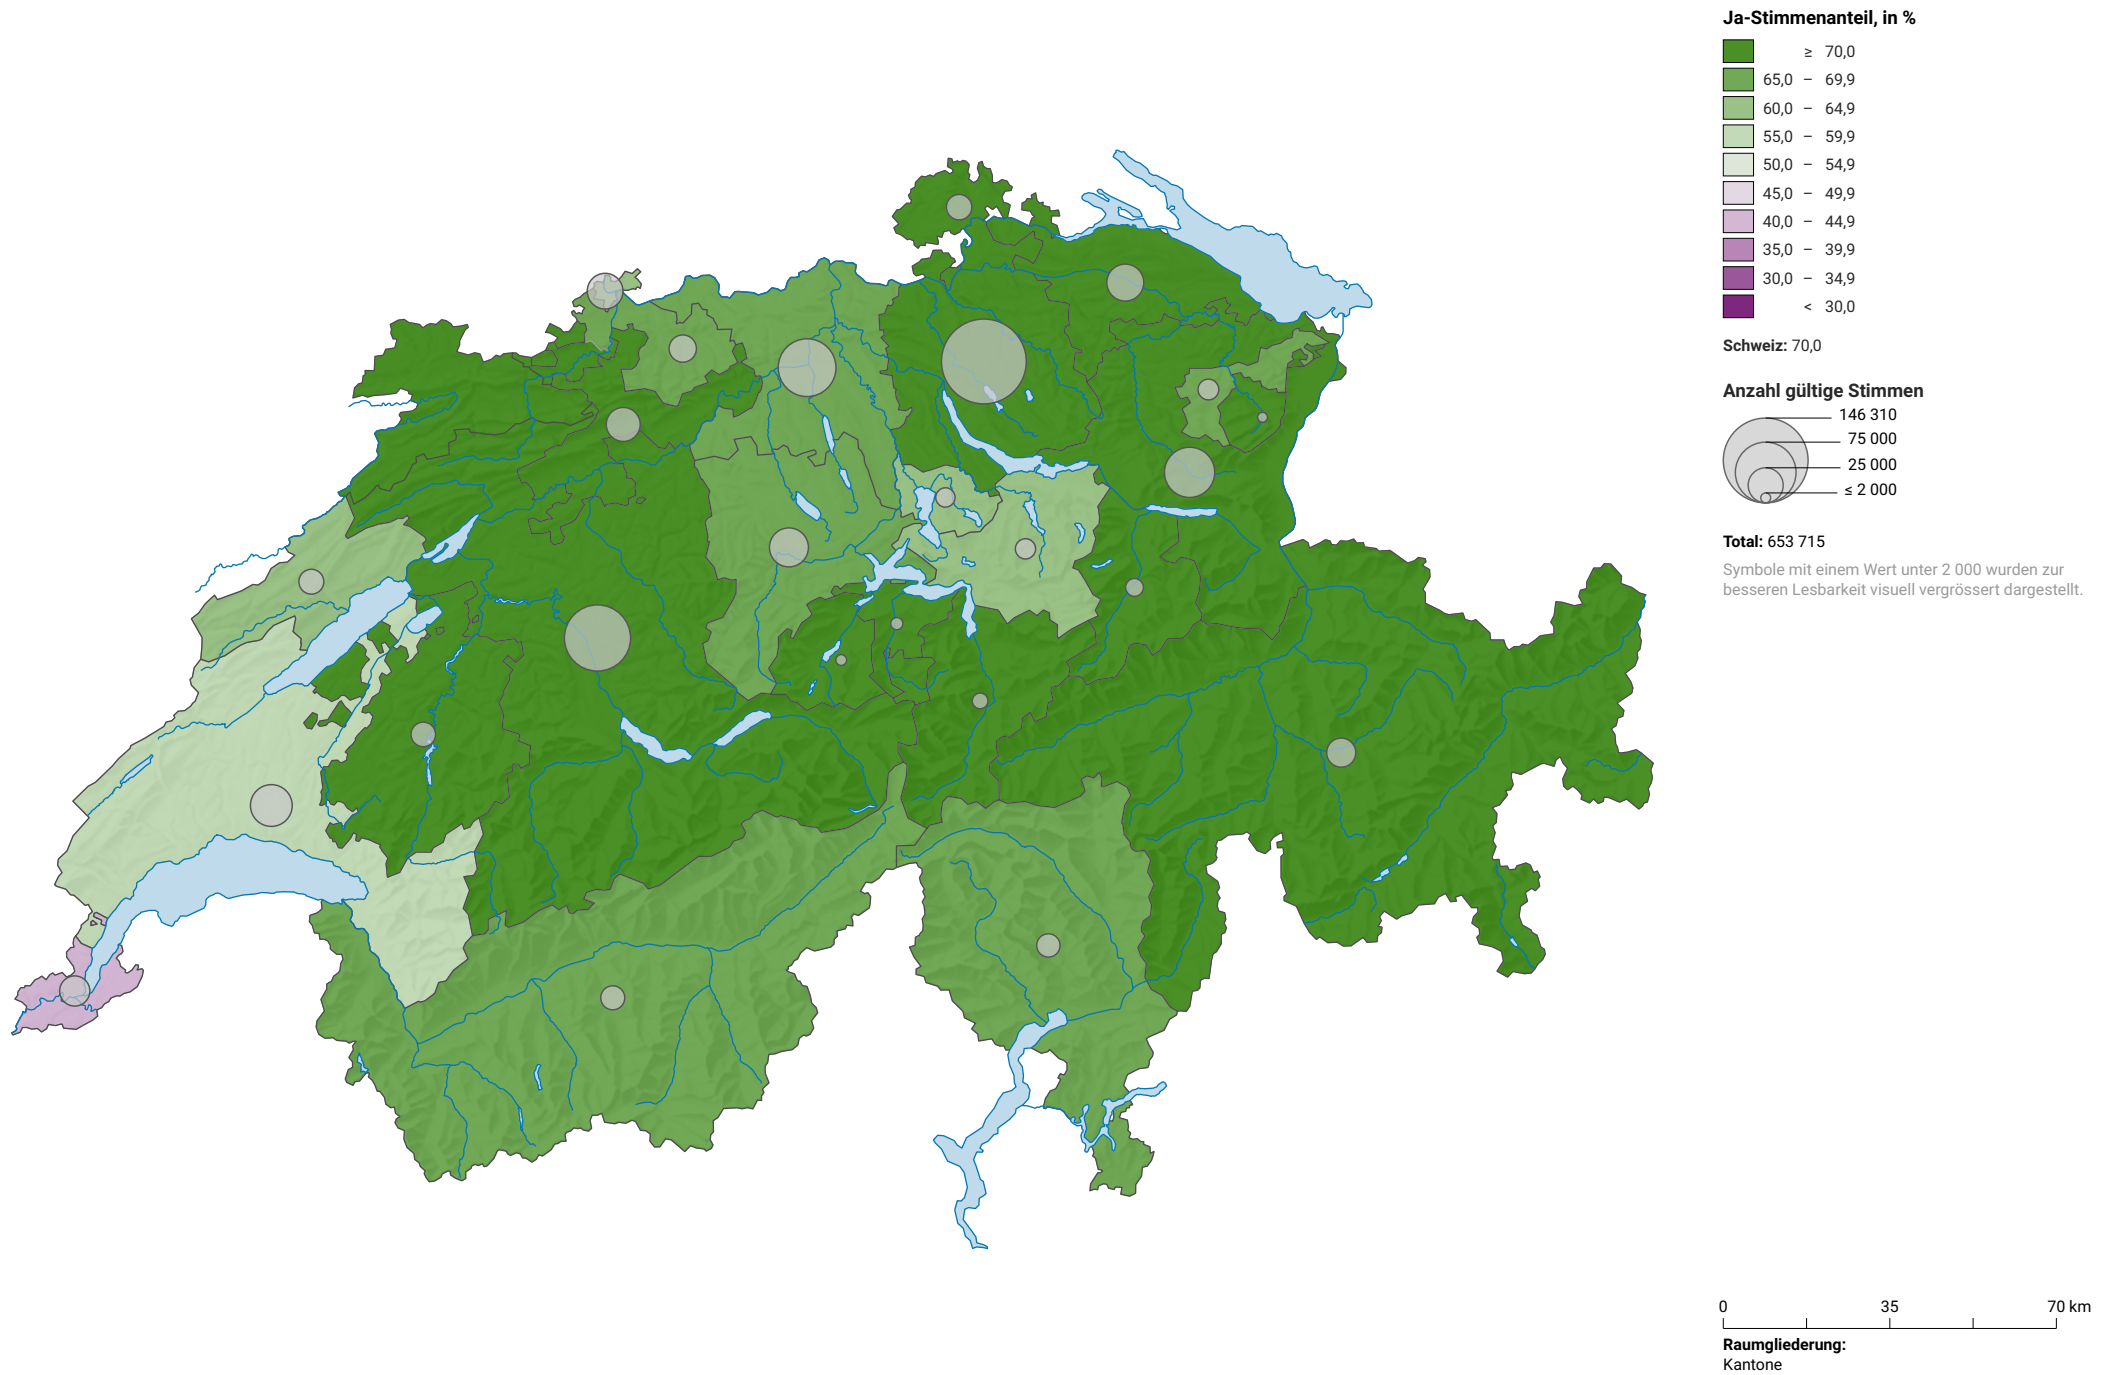 Ja-Stimmenanteil, in %
≥ 70,0
65,0 – 69,9
60,0 – 64,9
55,0 – 59,9
50,0 – 54,9
45,0 – 49,9
40,0 – 44,9
35,0 – 39,9
30,0 – 34,9
< 30,0
Schweiz: 70,0
Anzahl gültige Stimmen
146 310
75 000
25 000
≤ 2 000
Total: 653 715
Symbole mit einem Wert unter 2 000 wurden zur
besseren Lesbarkeit visuell vergrössert dargestellt.
0 35 70 km
Raumgliederung:
Kantone